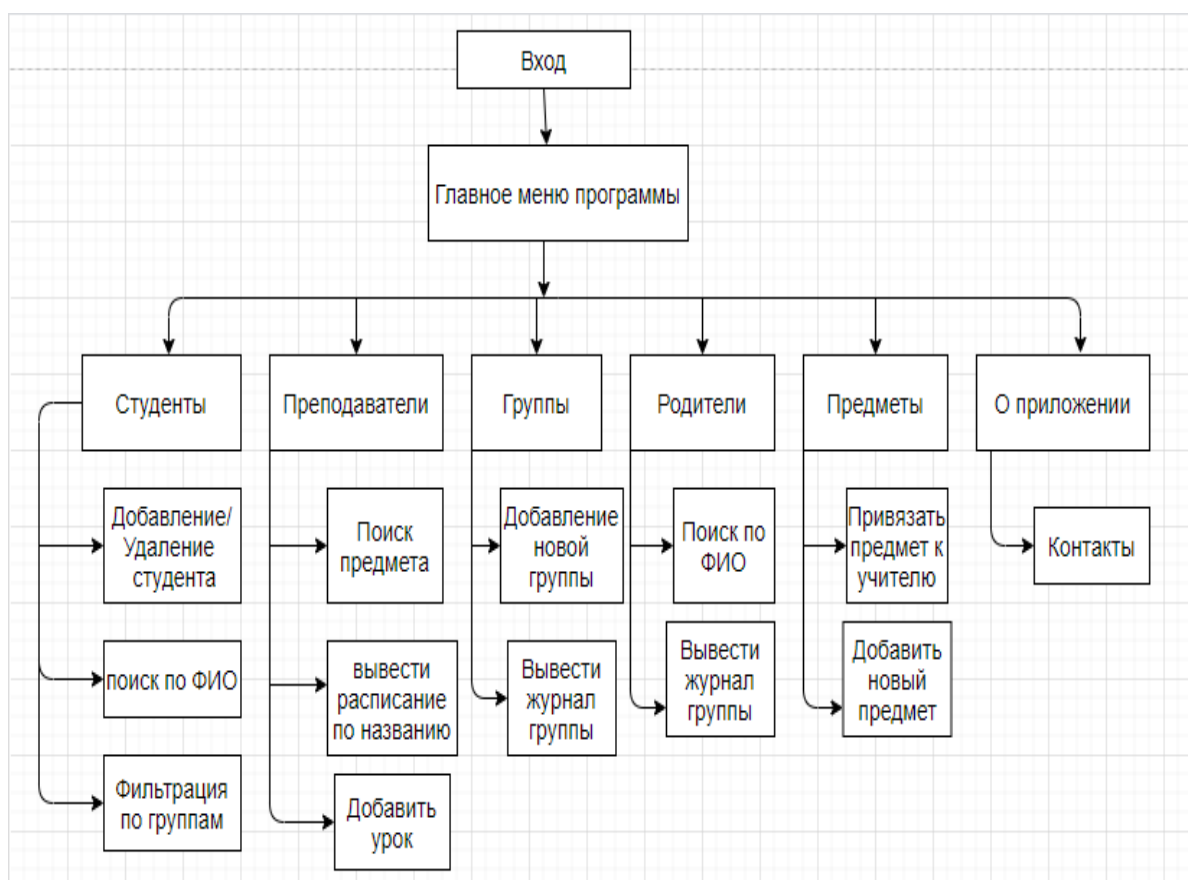 Вход
Главное меню программы
Студенты
Преподаватели
Группы
Родители
Предметы
О приложении
Добавление/
Удаление
студента
поиск по ФИО
Фильтрация
по группам
Поиск
предмета
вывести
расписание
по названию
Добавить
урок
Добавление
новой
группы
Вывести
журнал
группы
Поиск по
ФИО
Вывести
журнал
группы
Привязать
предмет к
учителю
Добавить
новый
предмет
Контакты